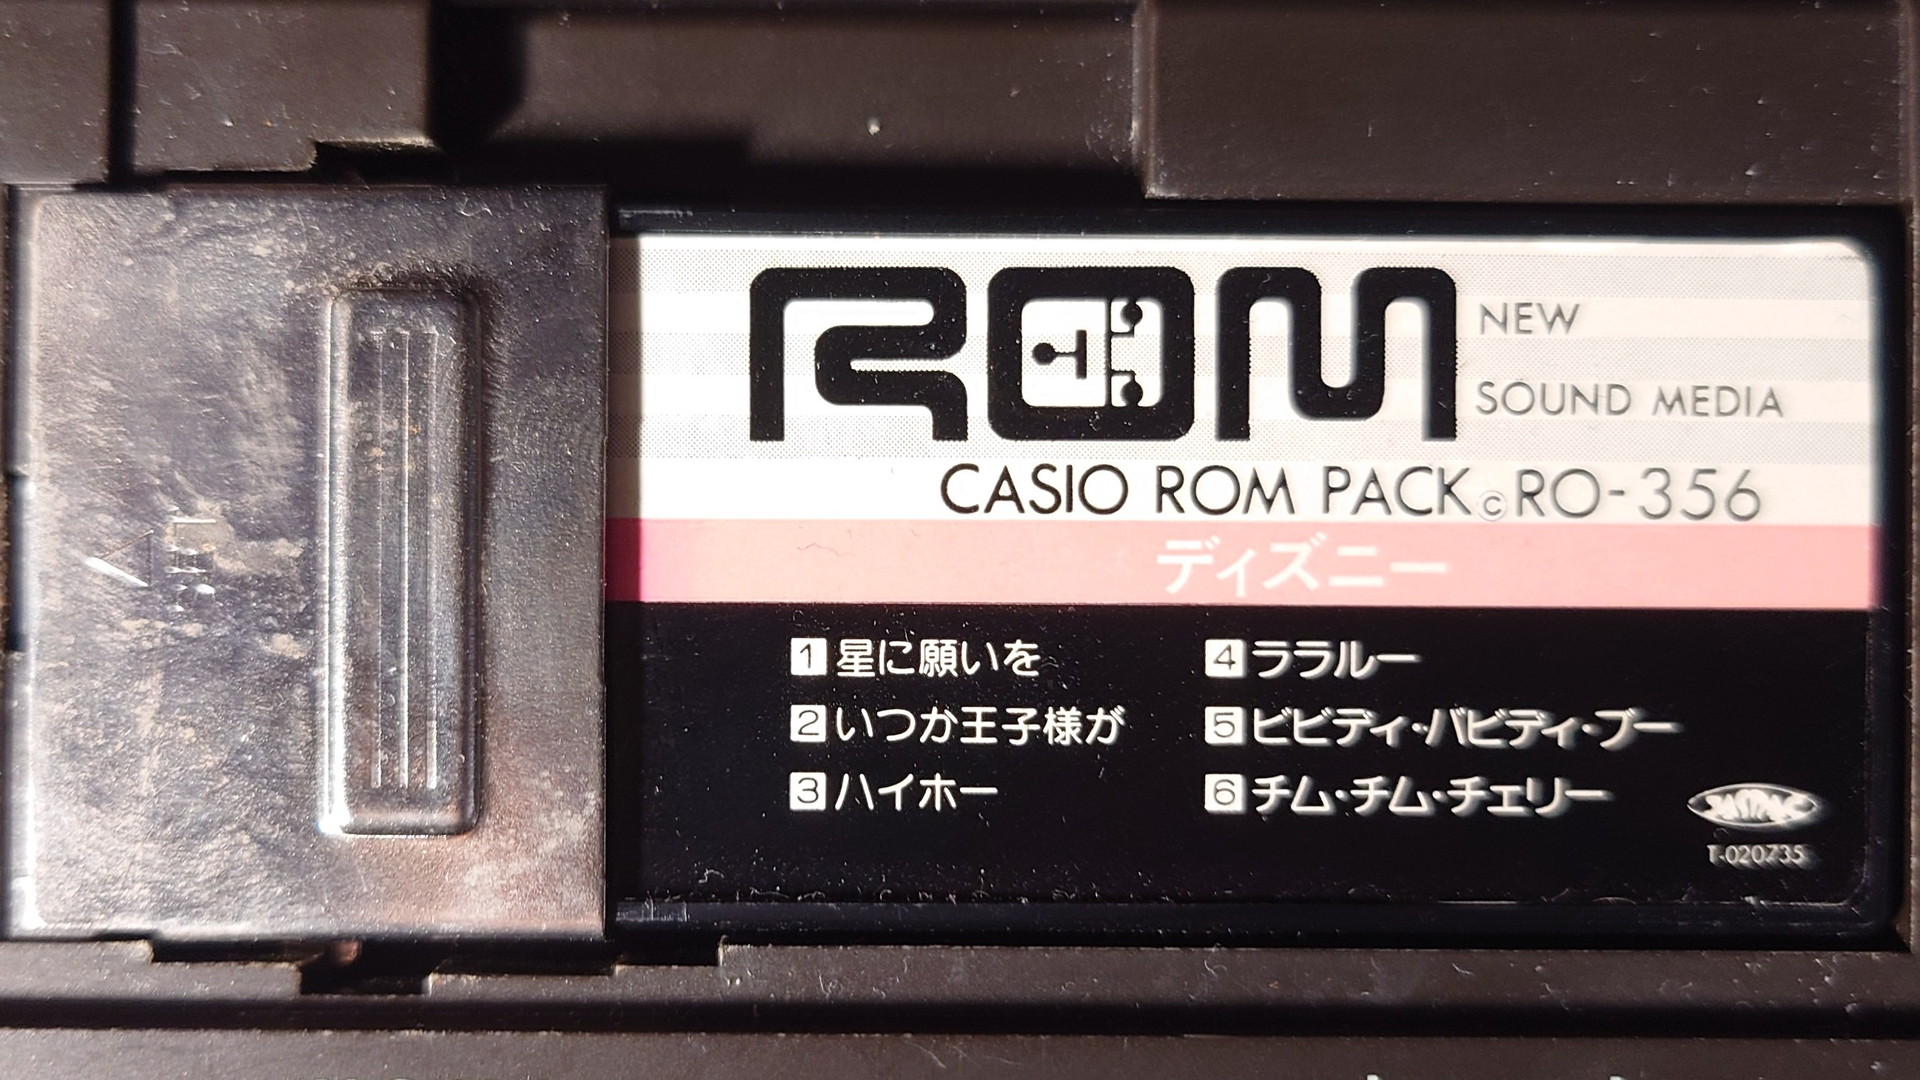 ROM
NEW
SOUND MEDIA
CASIO ROM PACK © RO-356
ディズニー
1 星に願いを
2 いつか王子様が
3 ハイホー
4 ララルー
5 ビビディ・バビディ・ブー
6 チム・チム・チェリー
JASRAC
T-020735